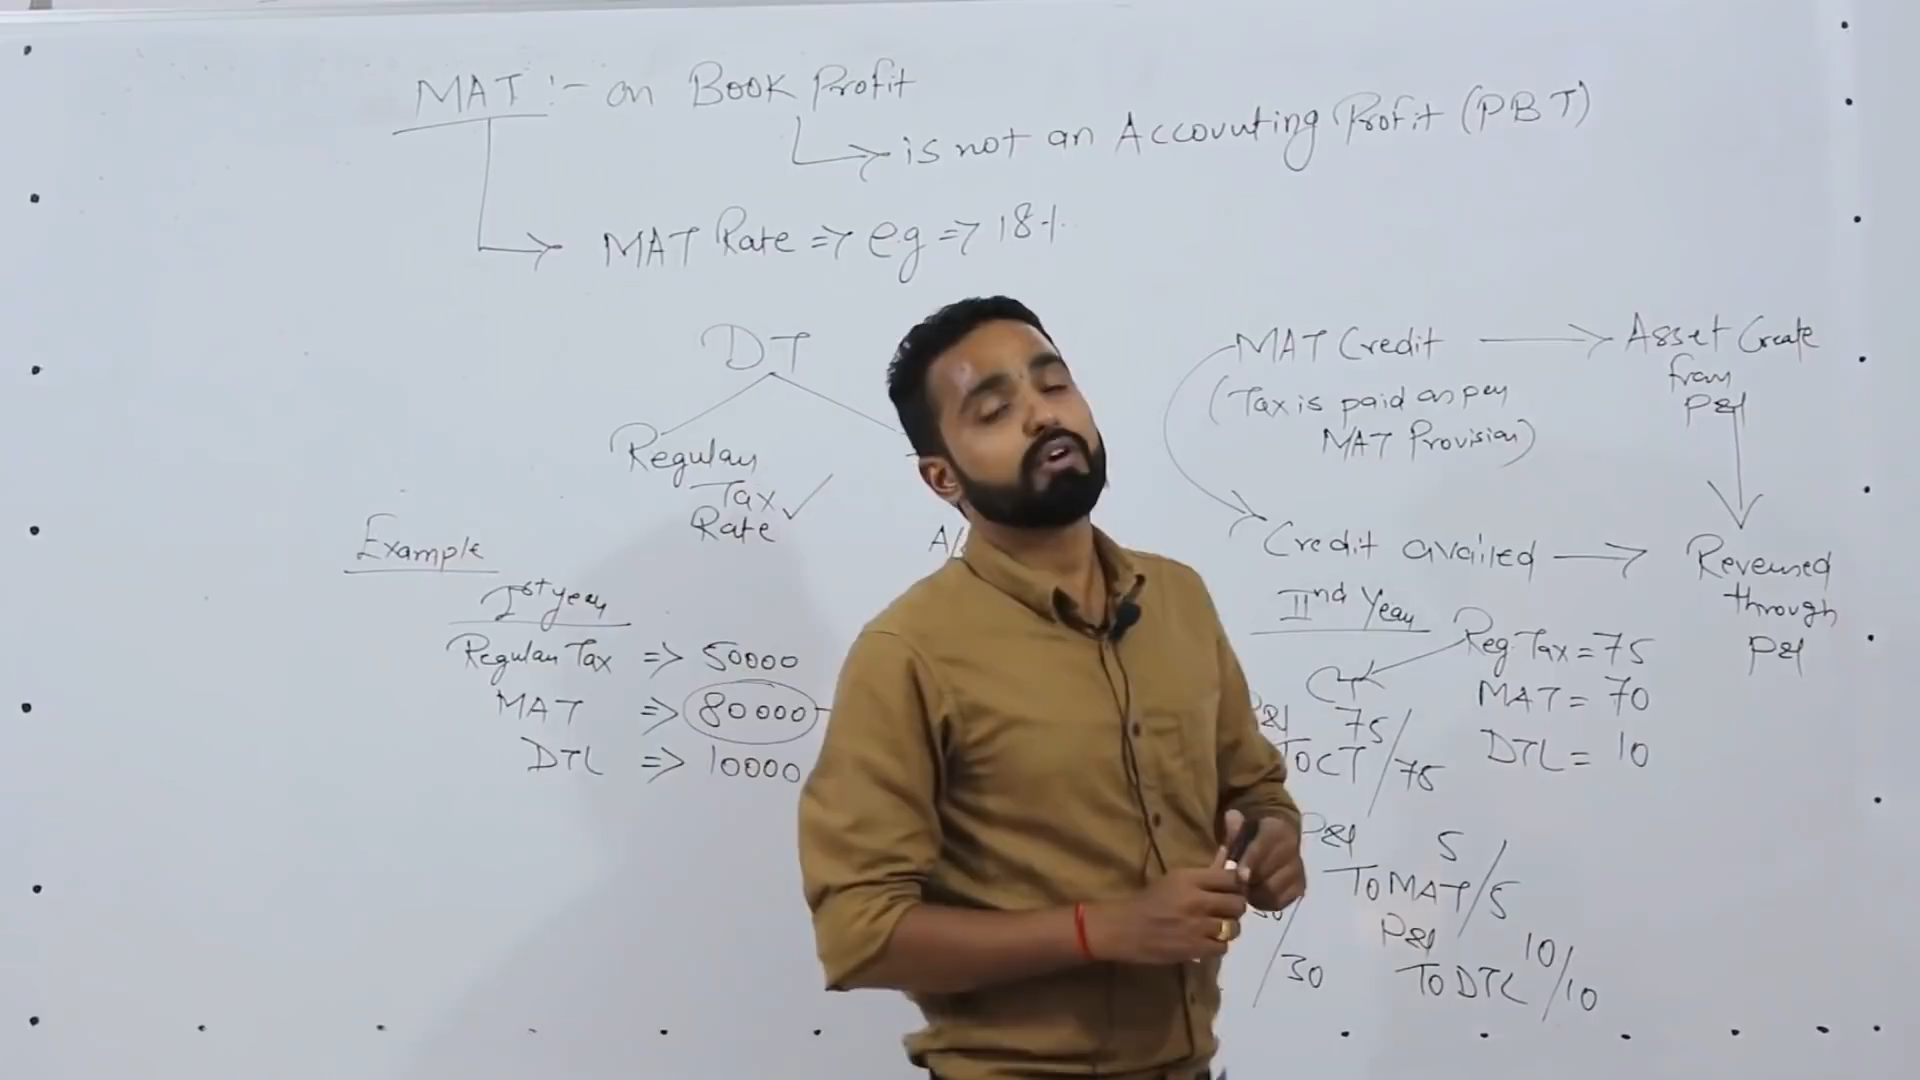 MAT :- on Book Profit
is not an Accounting Profit (PBT)
MAT Rate => eg => 18%.
DT
Regular
Tax
Rate
A/
MAT Credit
(Tax is paid as per
MAT Provision)
Asset Create
from
P&l
Credit availed
Reversed
through
P&l
Example
Ist year
Regular Tax => 50000
MAT => 80000
DTL => 10000
IInd Year
Reg. Tax = 75
MAT = 70
DTL = 10
CT
P&l 75
To CT / 75
P&l 5
To MAT / 5
P&l 10
To DTL / 10
/ 30